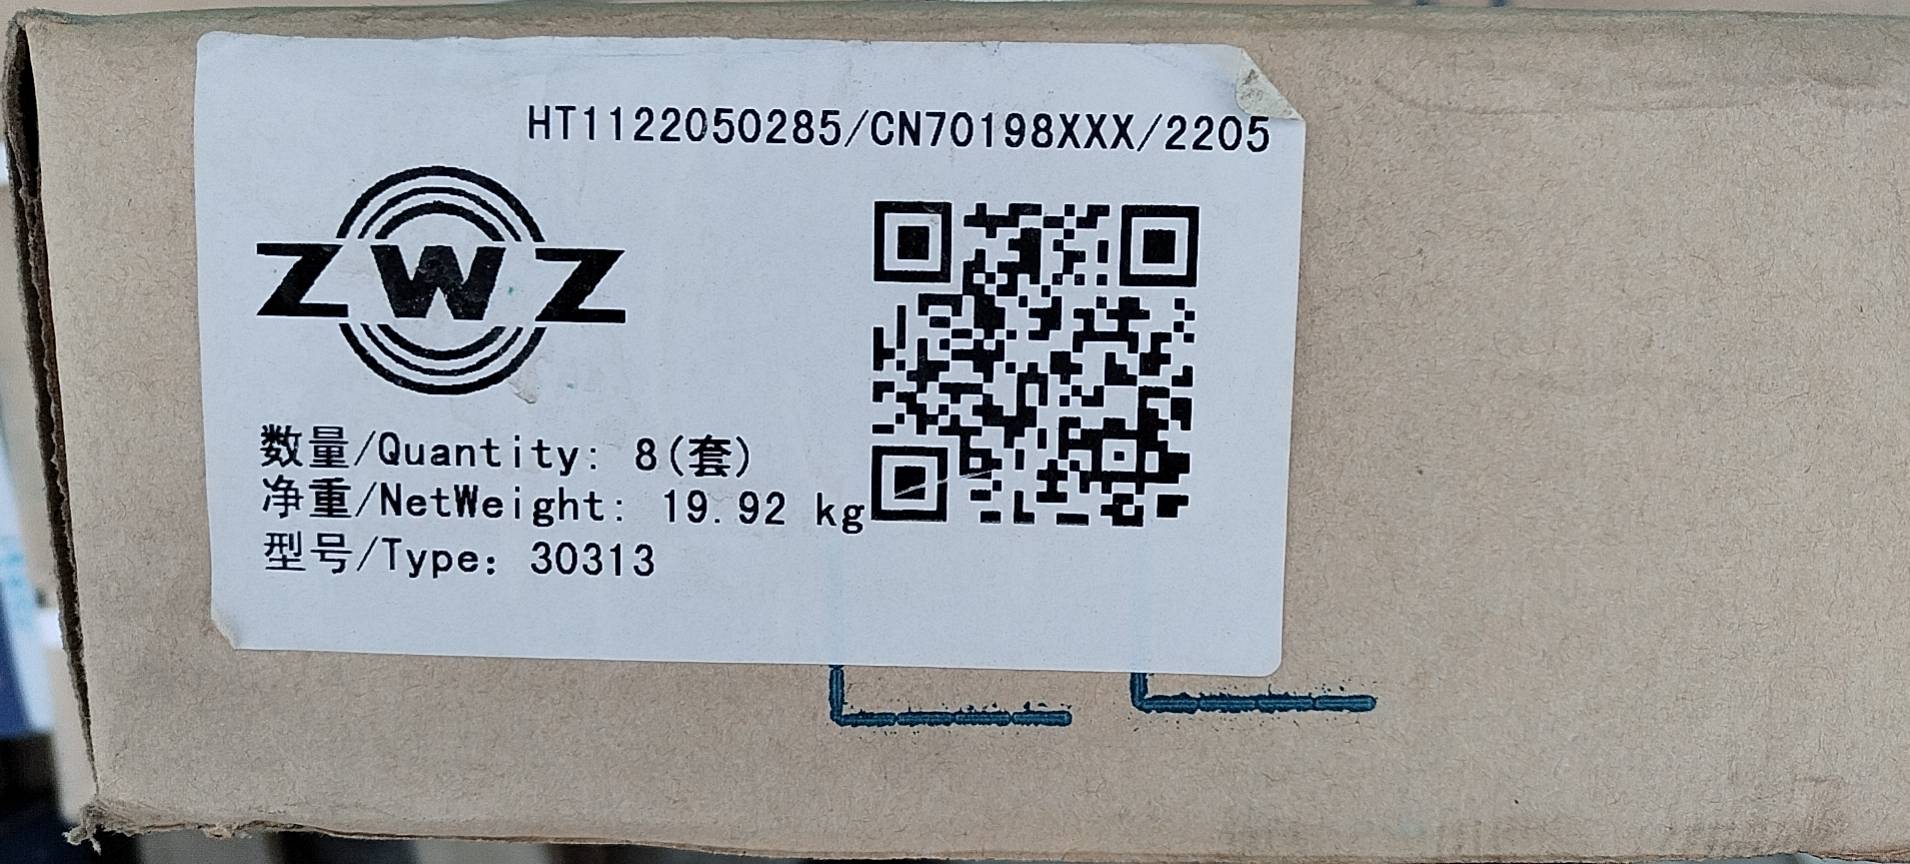 HT1122050285/CN70198XXX/2205
ZWZ
数量/Quantity: 8(套)
净重/NetWeight: 19.92 kg
型号/Type: 30313